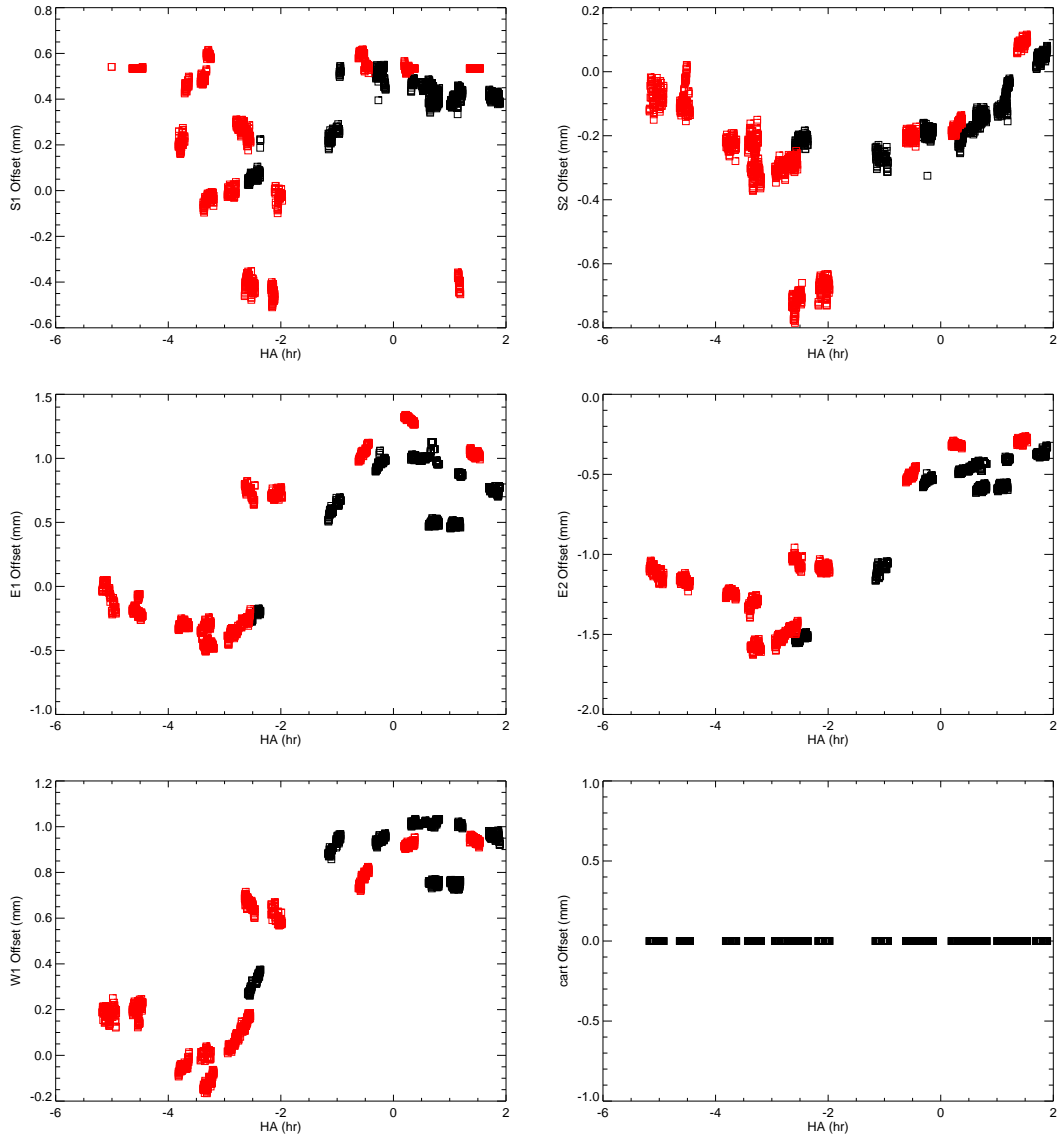 0.8
0.6
0.4
0.2
0.0
-0.2
-0.4
-0.6
S1 Offset (mm)
-6 -4 -2 0 2
HA (hr)
0.2
0.0
-0.2
-0.4
-0.6
-0.8
S2 Offset (mm)
-6 -4 -2 0 2
HA (hr)
1.5
1.0
0.5
0.0
-0.5
-1.0
E1 Offset (mm)
-6 -4 -2 0 2
HA (hr)
0.0
-0.5
-1.0
-1.5
-2.0
E2 Offset (mm)
-6 -4 -2 0 2
HA (hr)
1.2
1.0
0.8
0.6
0.4
0.2
0.0
-0.2
W1 Offset (mm)
-6 -4 -2 0 2
HA (hr)
1.0
0.5
0.0
-0.5
-1.0
cart Offset (mm)
-6 -4 -2 0 2
HA (hr)